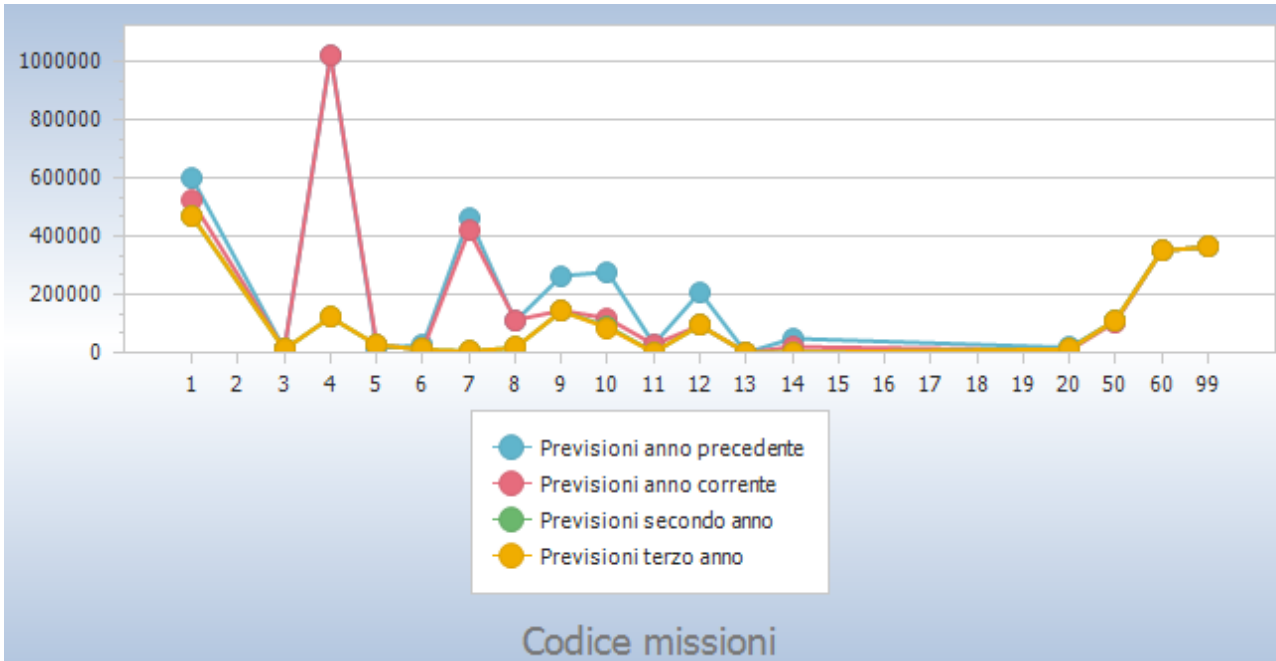 1000000
800000
600000
400000
200000
0
1 2 3 4 5 6 7 8 9 10 11 12 13 14 15 16 17 18 19 20 50 60 99
Previsioni anno precedente
Previsioni anno corrente
Previsioni secondo anno
Previsioni terzo anno
Codice missioni